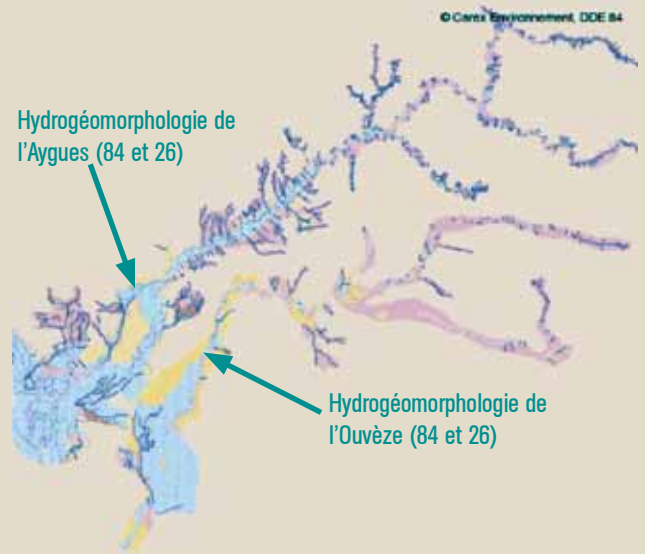 © Carex Environnement, DDE 84
Hydrogéomorphologie de
l'Aygues (84 et 26)
Hydrogéomorphologie de
l'Ouvèze (84 et 26)